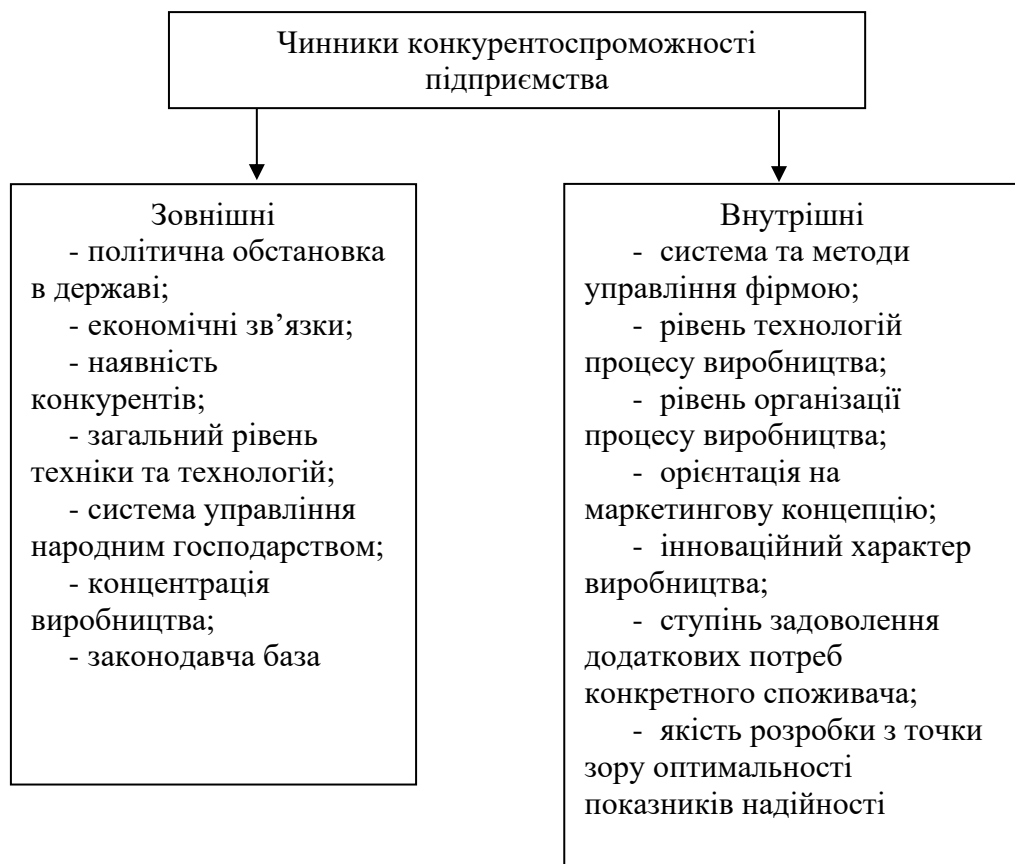 Чинники конкурентоспроможності
підприємства
Зовнішні
- політична обстановка
в державі;
- економічні зв’язки;
- наявність
конкурентів;
- загальний рівень
техніки та технологій;
- система управління
народним господарством;
- концентрація
виробництва;
- законодавча база
Внутрішні
- система та методи
управління фірмою;
- рівень технологій
процесу виробництва;
- рівень організації
процесу виробництва;
- орієнтація на
маркетингову концепцію;
- інноваційний характер
виробництва;
- ступінь задоволення
додаткових потреб
конкретного споживача;
- якість розробки з точки
зору оптимальності
показників надійності